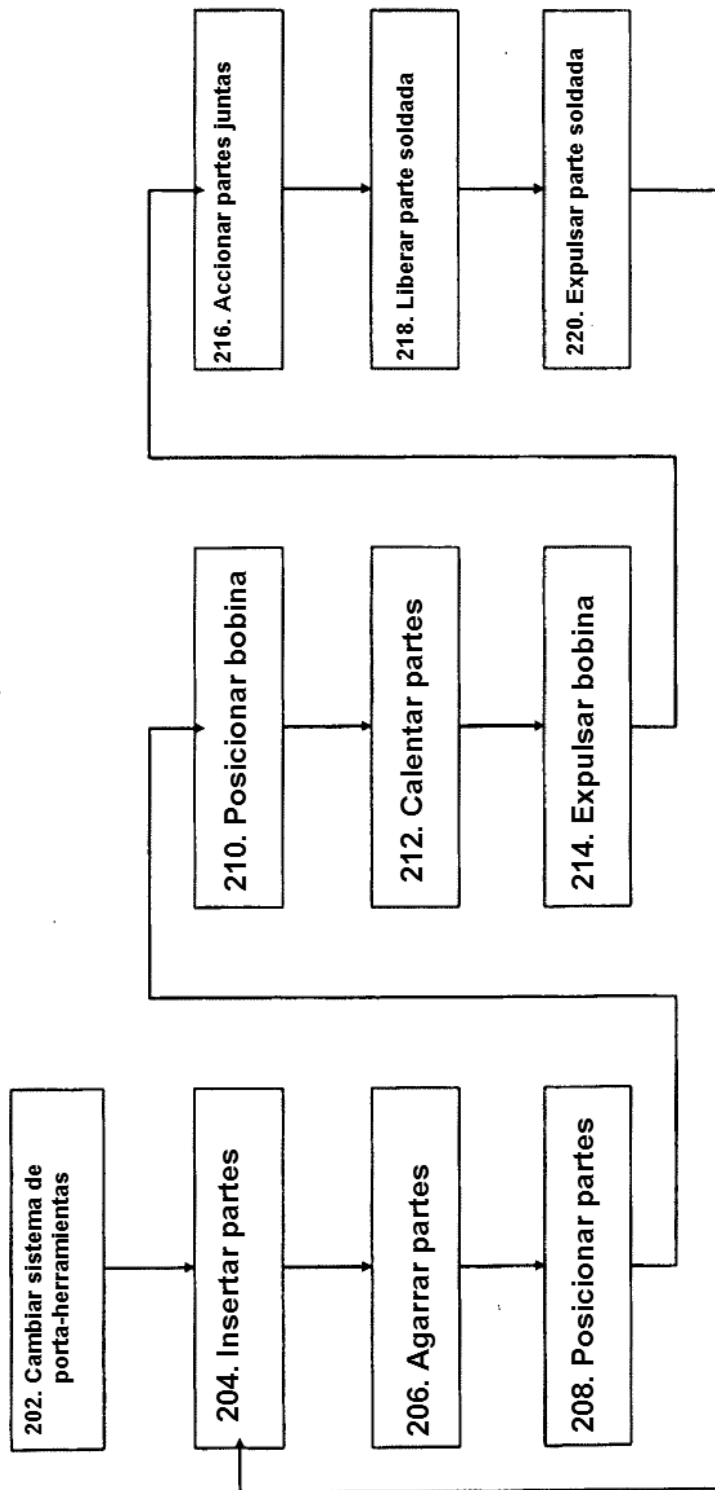 202. Cambiar sistema de
porta-herramientas
204. Insertar partes
206. Agarrar partes
208. Posicionar partes
210. Posicionar bobina
212. Calentar partes
214. Expulsar bobina
216. Accionar partes juntas
218. Liberar parte soldada
220. Expulsar parte soldada